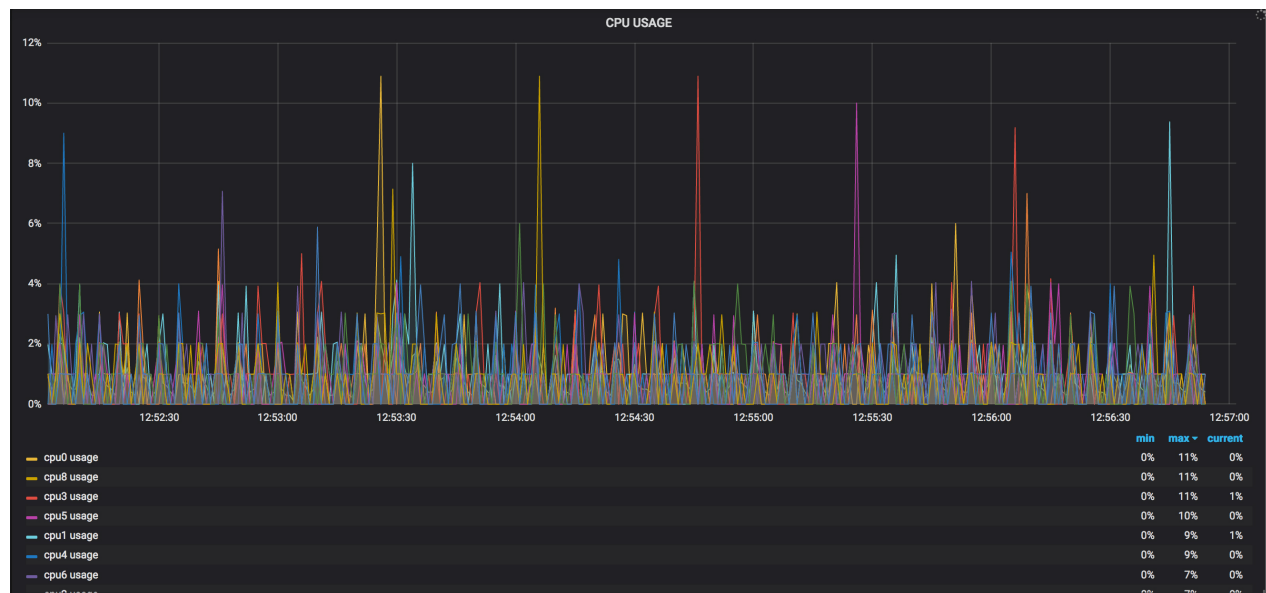 CPU USAGE
12%
10%
8%
6%
4%
2%
0%
12:52:30 12:53:00 12:53:30 12:54:00 12:54:30 12:55:00 12:55:30 12:56:00 12:56:30 12:57:00
min max current
cpu0 usage 0% 11% 0%
cpu8 usage 0% 11% 0%
cpu3 usage 0% 11% 1%
cpu5 usage 0% 10% 0%
cpu1 usage 0% 9% 1%
cpu4 usage 0% 9% 0%
cpu6 usage 0% 7% 0%